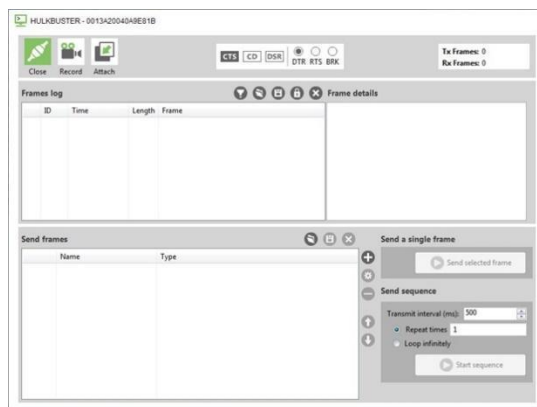 HULKBUSTER - 0013A20040A9E81B
Close Record Attach
CTS CD DSR DTR RTS BRK
Tx Frames: 0
Rx Frames: 0
Frames log
Frame details
ID Time Length Frame
Send frames
Name Type
Send a single frame
Send selected frame
Send sequence
Transmit interval (ms): 500
Repeat times 1
Loop infinitely
Start sequence